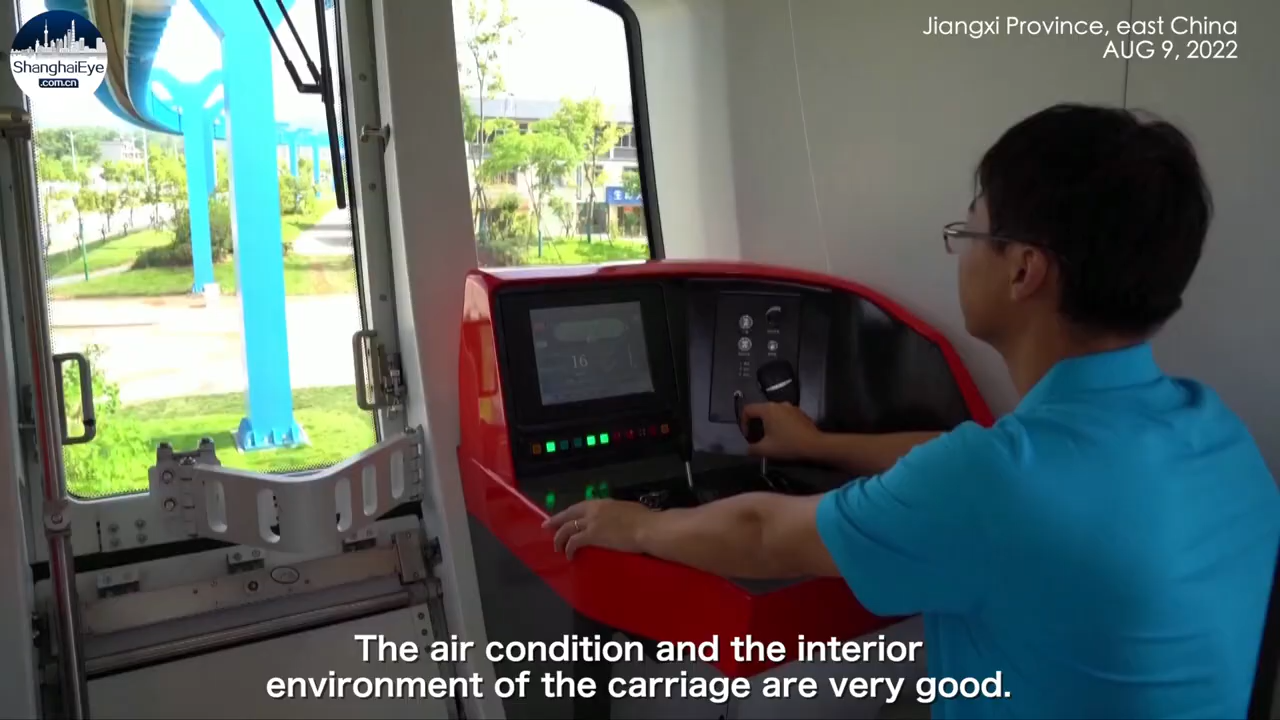 ShanghaiEye
.com.cn
Jiangxi Province, east China
AUG 9, 2022
16
The air condition and the interior
environment of the carriage are very good.